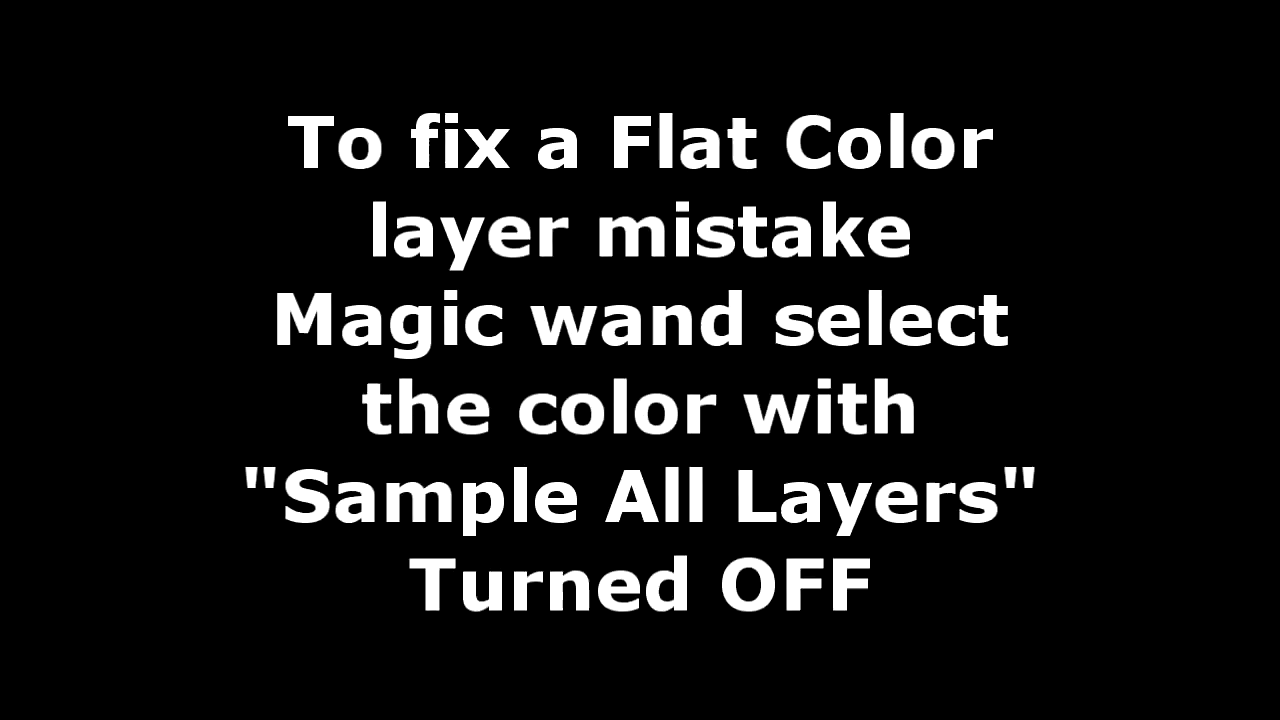 To fix a Flat Color
layer mistake
Magic wand select
the color with
"Sample All Layers"
Turned OFF